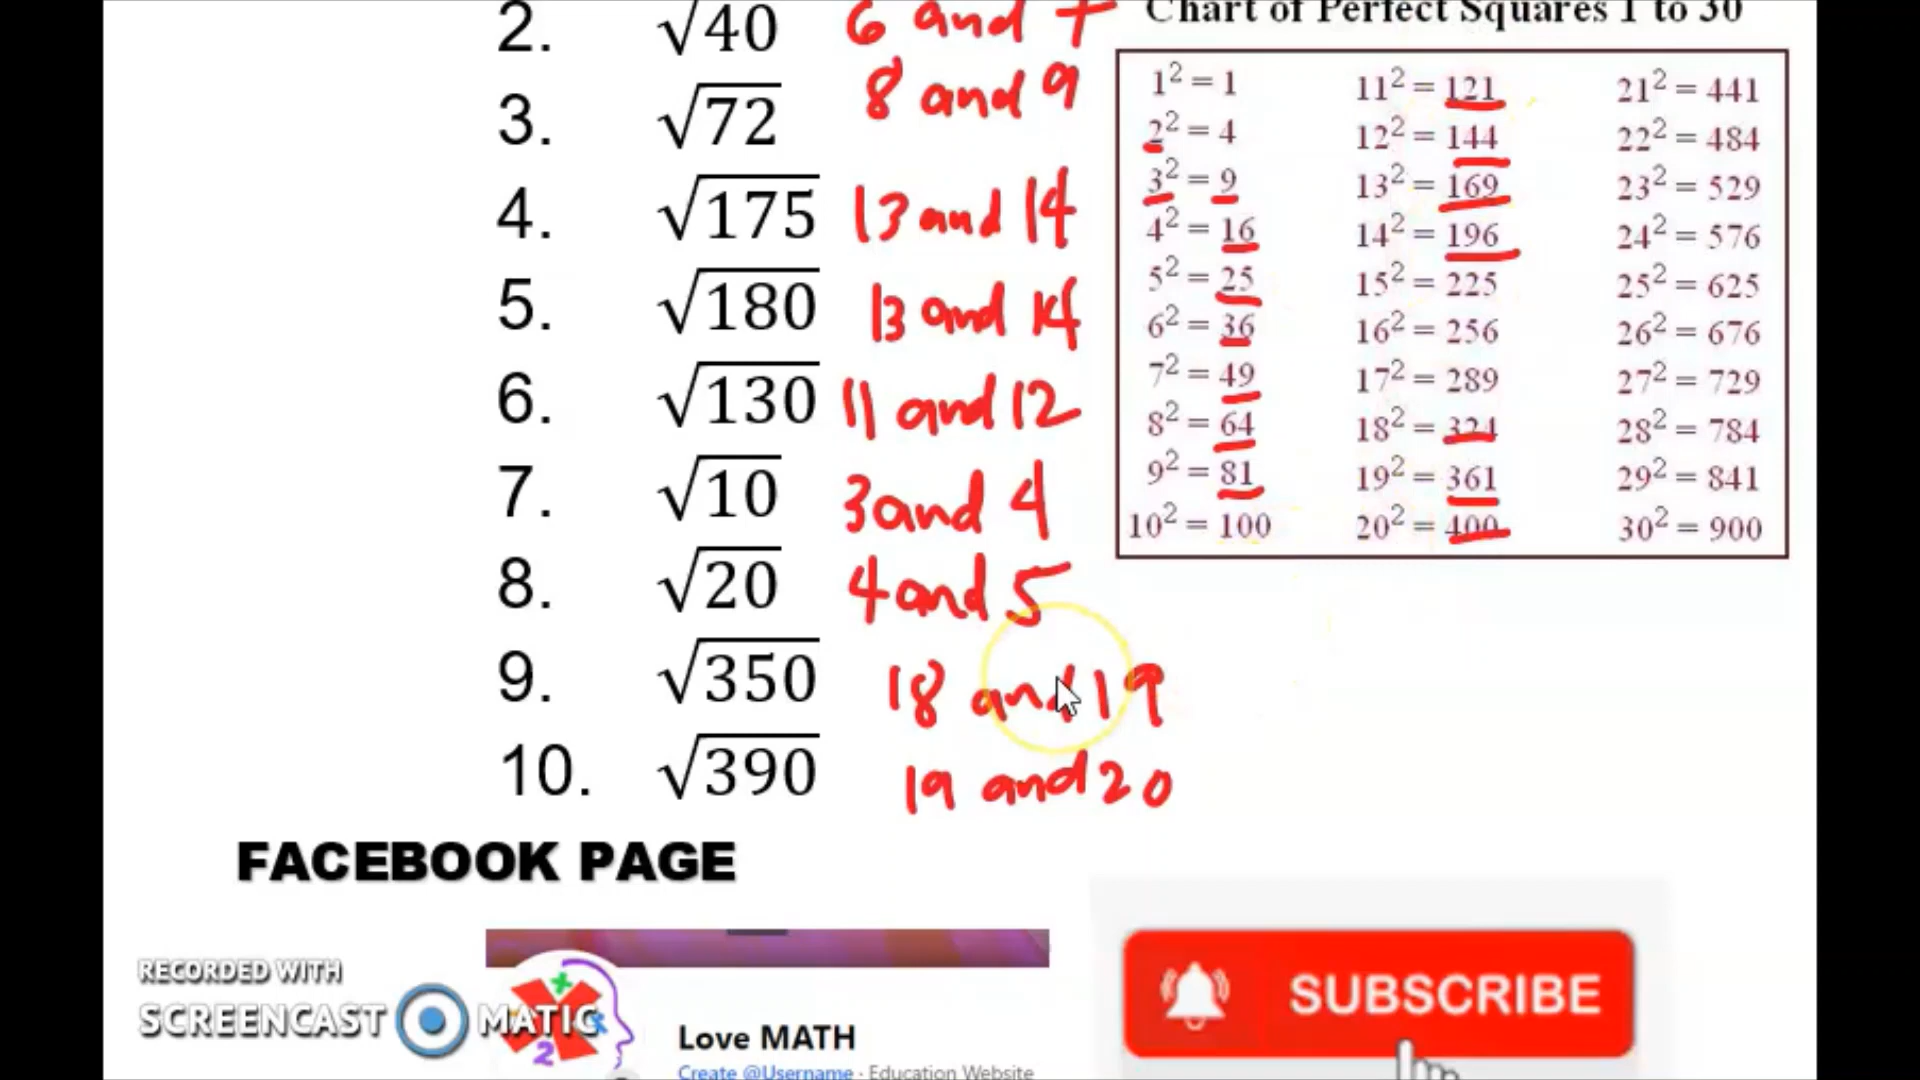 Chart of Perfect Squares 1 to 30
2. √40 6 and 7
3. √72 8 and 9
4. √175 13 and 14
5. √180 13 and 14
6. √130 11 and 12
7. √10 3 and 4
8. √20 4 and 5
9. √350 18 and 19
10. √390 19 and 20
1² = 1 11² = 121 21² = 441
2² = 4 12² = 144 22² = 484
3² = 9 13² = 169 23² = 529
4² = 16 14² = 196 24² = 576
5² = 25 15² = 225 25² = 625
6² = 36 16² = 256 26² = 676
7² = 49 17² = 289 27² = 729
8² = 64 18² = 324 28² = 784
9² = 81 19² = 361 29² = 841
10² = 100 20² = 400 30² = 900
FACEBOOK PAGE
RECORDED WITH
SCREENCAST MATIC
2
Love MATH
Create @Username · Education Website
SUBSCRIBE